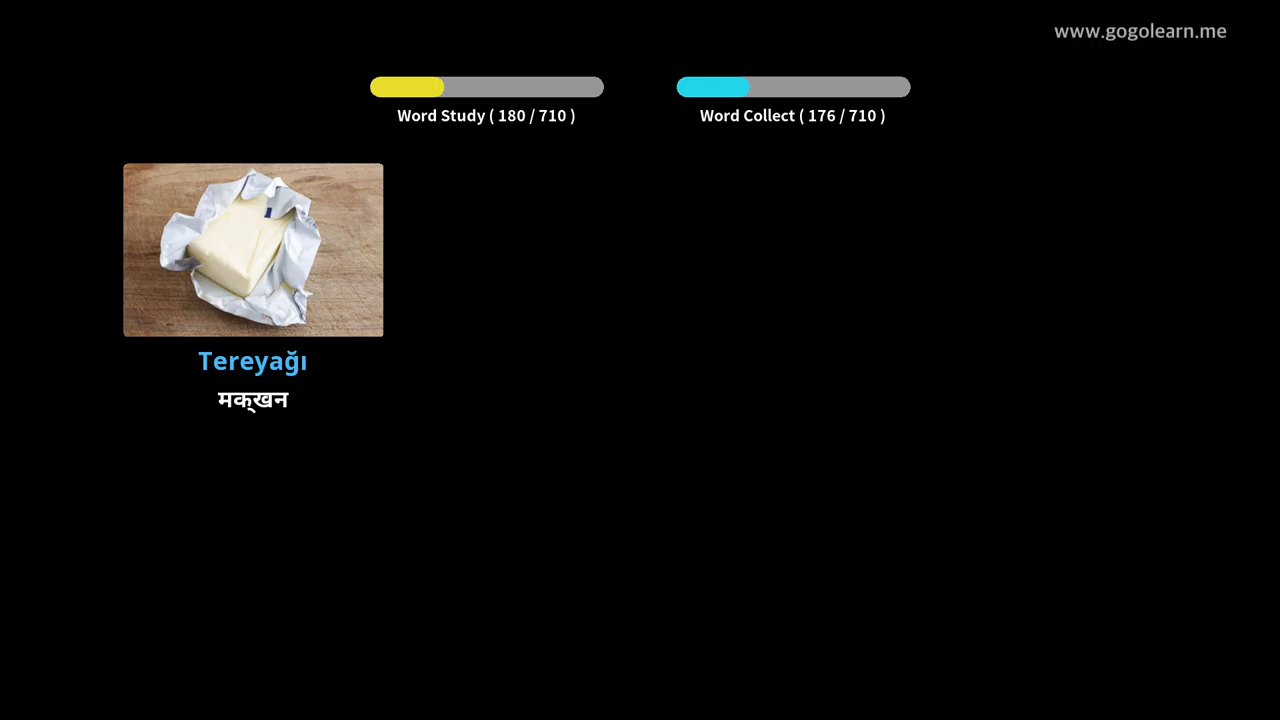 www.gogolearn.me
Word Study ( 180 / 710 )
Word Collect ( 176 / 710 )
Tereyağı
मक्खन